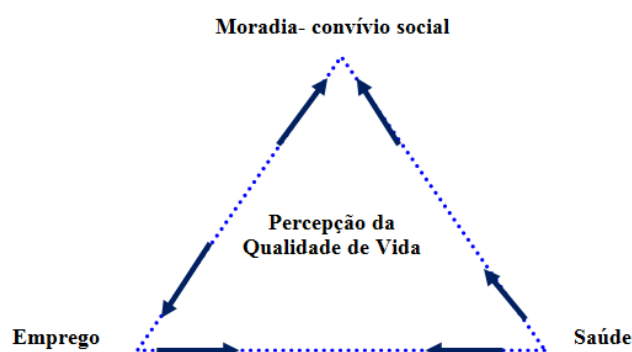 Moradia- convívio social
Percepção da
Qualidade de Vida
Emprego
Saúde